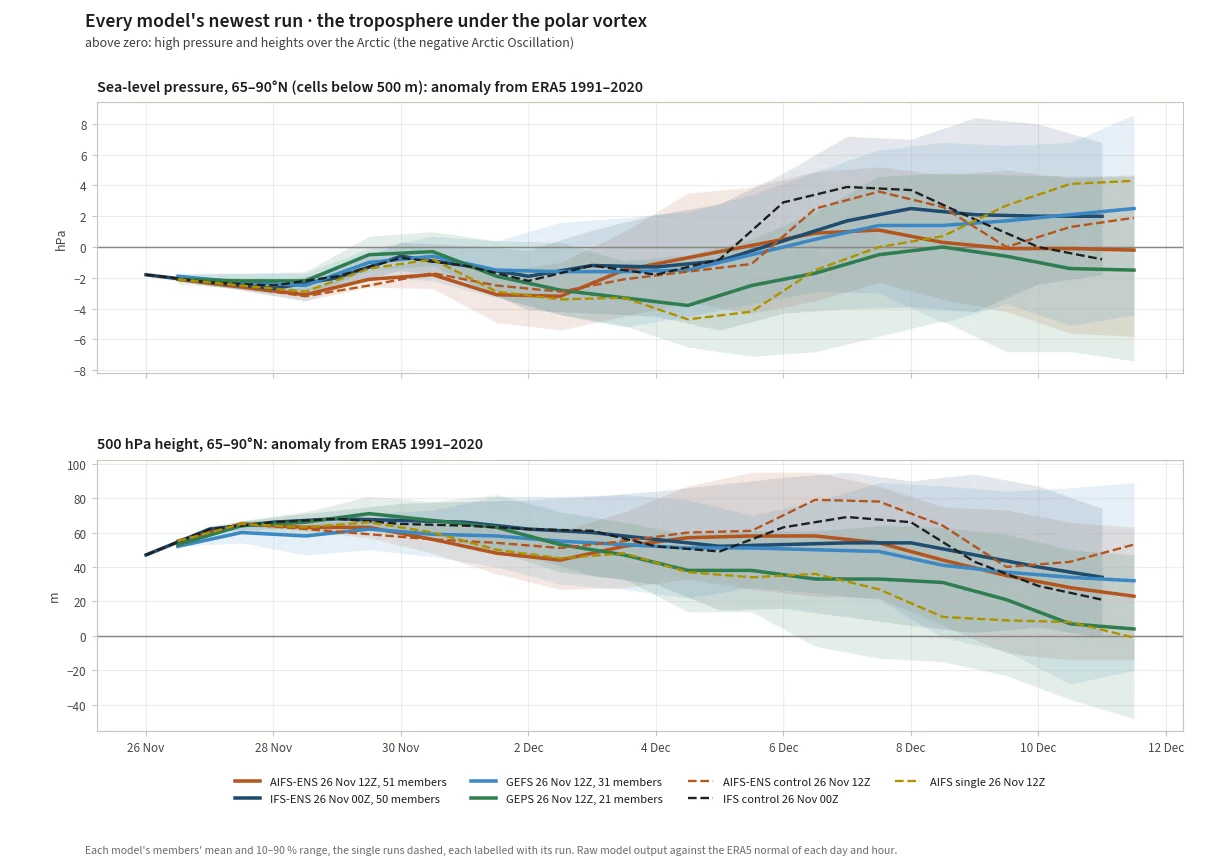 Every model's newest run · the troposphere under the polar vortex
above zero: high pressure and heights over the Arctic (the negative Arctic Oscillation)
Sea-level pressure, 65–90°N (cells below 500 m): anomaly from ERA5 1991–2020
8
6
4
2
0
−2
−4
−6
−8
hPa
500 hPa height, 65–90°N: anomaly from ERA5 1991–2020
100
80
60
40
20
0
−20
−40
m
26 Nov 28 Nov 30 Nov 2 Dec 4 Dec 6 Dec 8 Dec 10 Dec 12 Dec
AIFS-ENS 26 Nov 12Z, 51 members GEFS 26 Nov 12Z, 31 members AIFS-ENS control 26 Nov 12Z AIFS single 26 Nov 12Z
IFS-ENS 26 Nov 00Z, 50 members GEPS 26 Nov 12Z, 21 members IFS control 26 Nov 00Z
Each model's members' mean and 10–90 % range, the single runs dashed, each labelled with its run. Raw model output against the ERA5 normal of each day and hour.